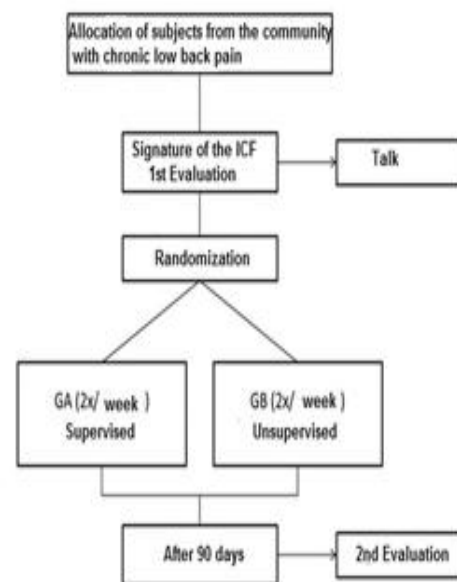 Allocation of subjects from the community
with chronic low back pain
Signature of the ICF
1st Evaluation
Talk
Randomization
GA (2x/ week )
Supervised
GB (2x/ week )
Unsupervised
After 90 days
2nd Evaluation